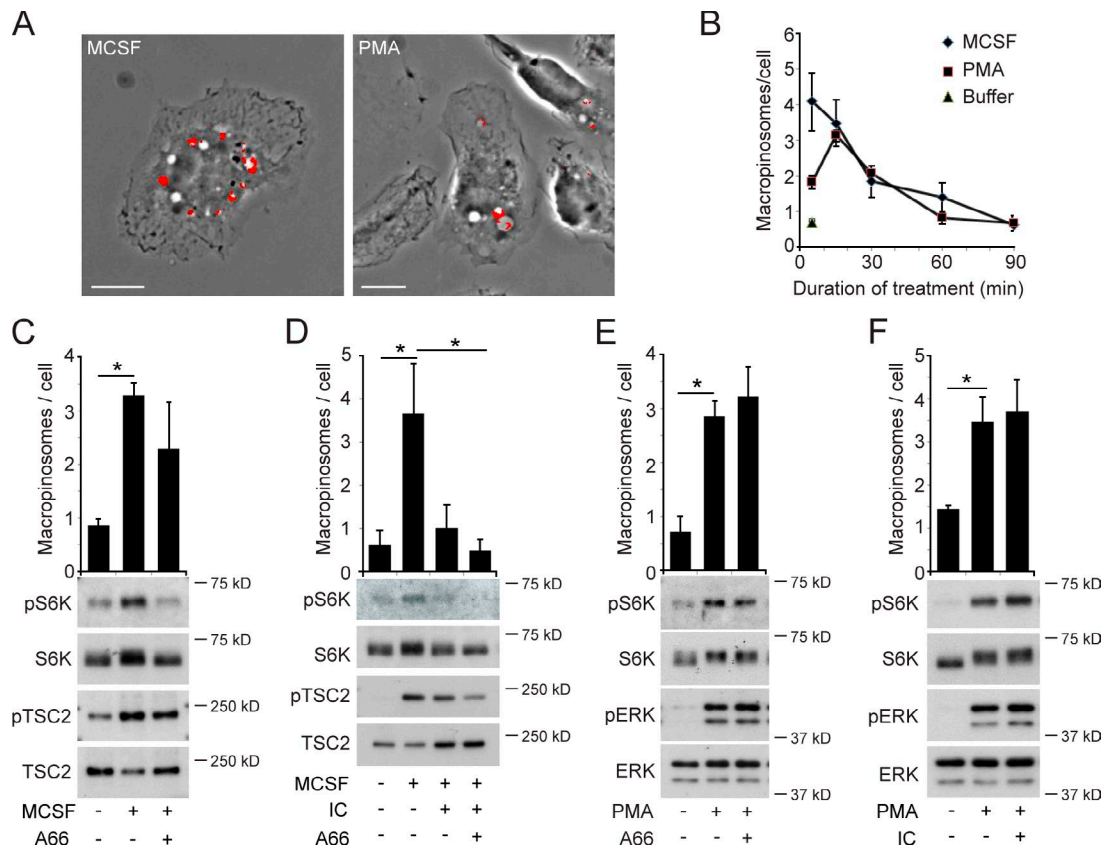 A
MCSF
PMA
B
Macropinosomes/cell
6
5
4
3
2
1
0
0 30 60 90
Duration of treatment (min)
MCSF
PMA
Buffer
C
Macropinosomes / cell
4
3
2
1
0
*
pS6K
– 75 kD
S6K
– 75 kD
pTSC2
– 250 kD
TSC2
– 250 kD
MCSF - + +
A66 - - +
D
Macropinosomes / cell
5
4
3
2
1
0
* *
pS6K
– 75 kD
S6K
– 75 kD
pTSC2
– 250 kD
TSC2
– 250 kD
MCSF - + + +
IC - - + +
A66 - - - +
E
Macropinosomes / cell
4
3
2
1
0
*
pS6K
– 75 kD
S6K
– 75 kD
pERK
– 37 kD
ERK
– 37 kD
PMA - + +
A66 - - +
F
Macropinosomes / cell
5
4
3
2
1
0
*
pS6K
– 75 kD
S6K
– 75 kD
pERK
– 37 kD
ERK
– 37 kD
PMA - + +
IC - - +